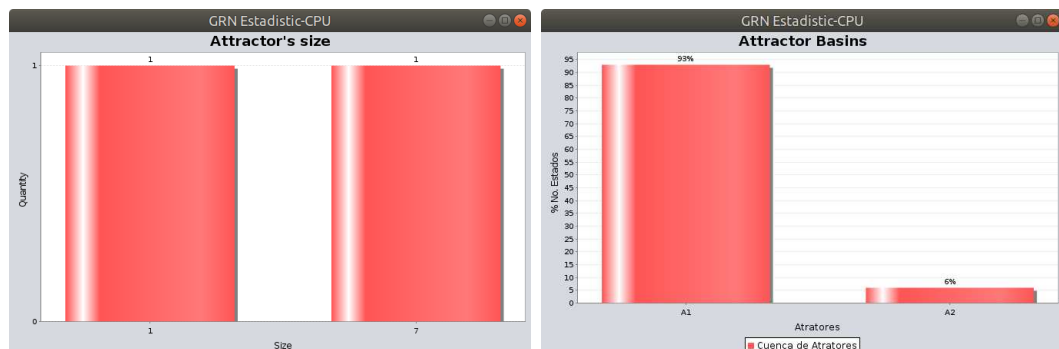 GRN Estadistic-CPU
Attractor's size
1
1
1
Quantity
0
1
7
Size
GRN Estadistic-CPU
Attractor Basins
95
90
85
80
75
70
65
60
55
50
45
40
35
30
25
20
15
10
5
0
% No. Estados
93%
6%
A1
A2
Atratores
Cuenca de Atratores